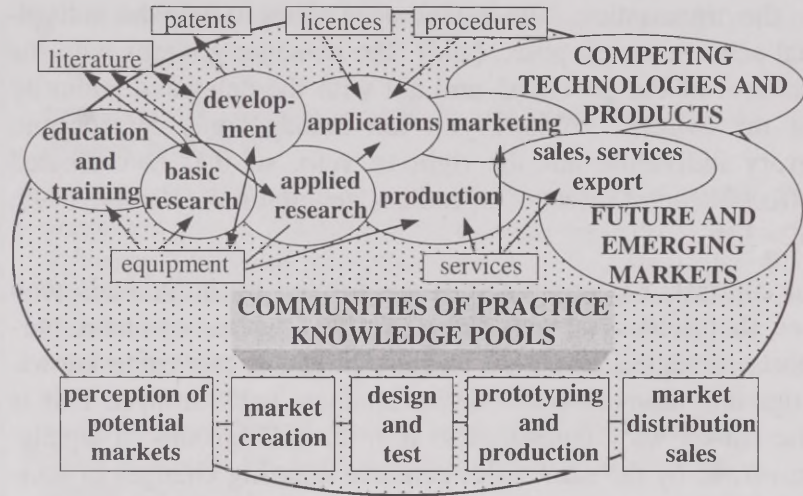 patents
licences
procedures
literature
COMPETING
TECHNOLOGIES AND
PRODUCTS
develop-
ment
applications
marketing
education
and
training
sales, services
export
basic
research
applied
research
production
FUTURE AND
EMERGING
MARKETS
equipment
services
COMMUNITIES OF PRACTICE
KNOWLEDGE POOLS
perception of
potential
markets
market
creation
design
and
test
prototyping
and
production
market
distribution
sales